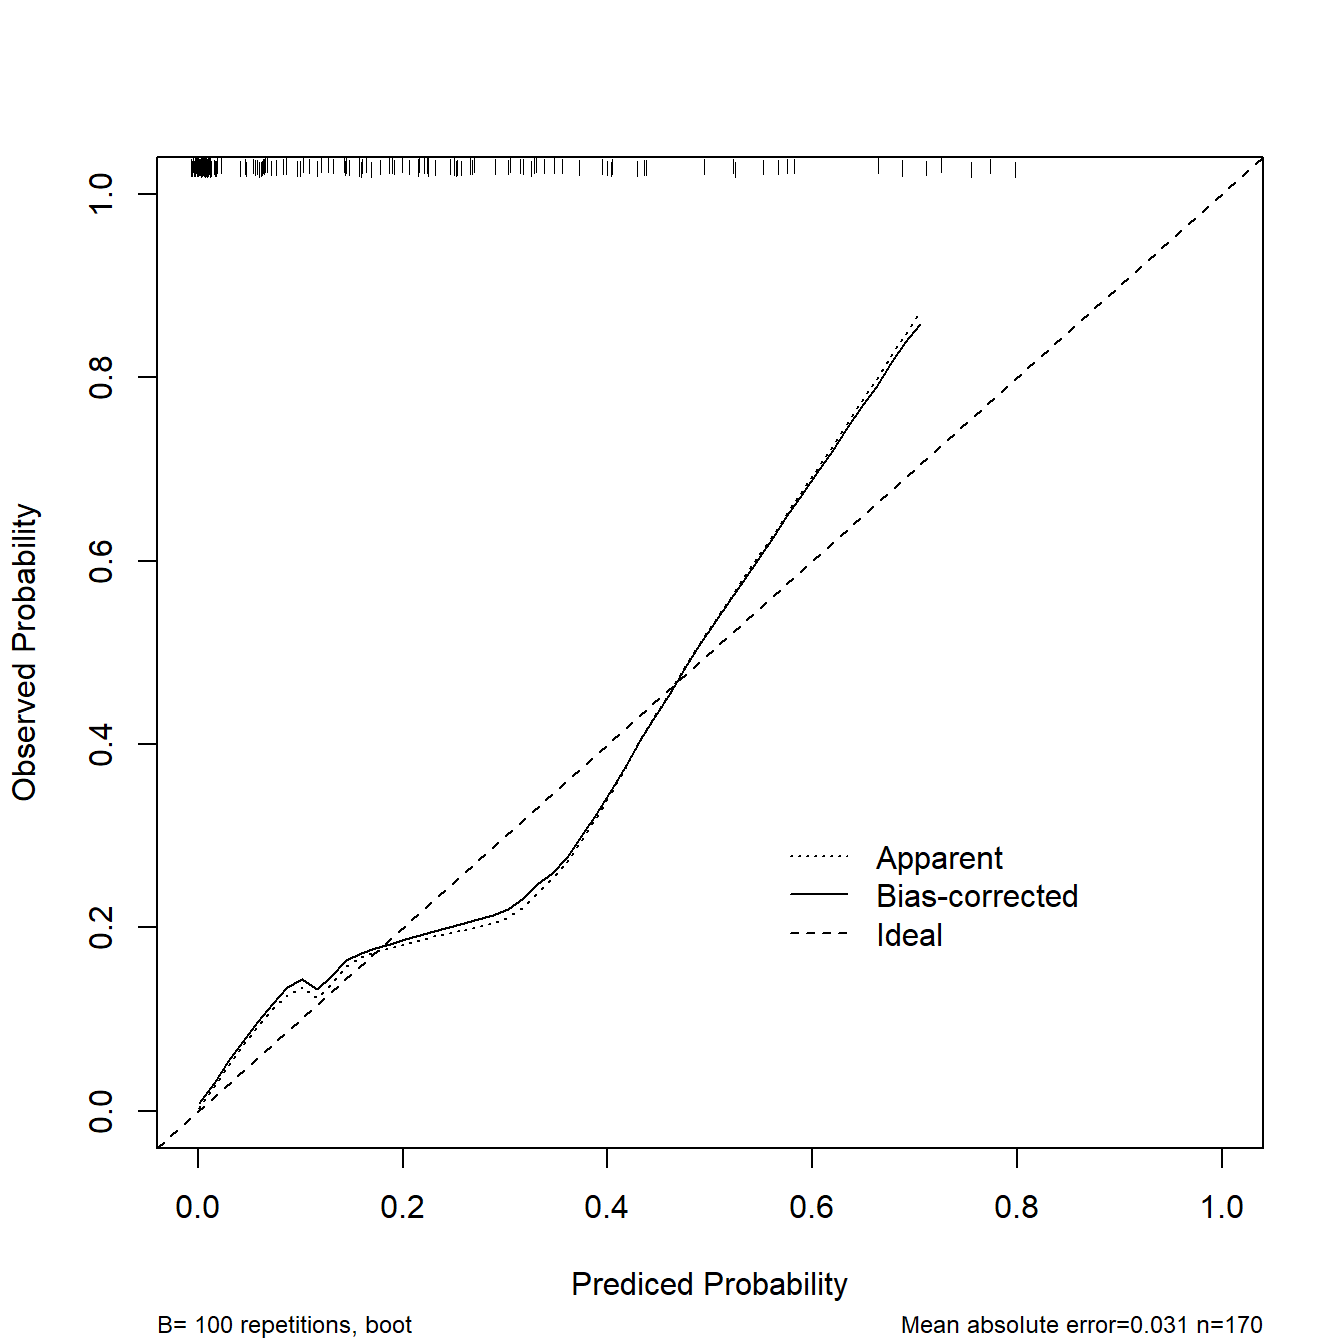 1.0
0.8
0.6
0.4
0.2
0.0
Observed Probability
Apparent
Bias-corrected
Ideal
0.0 0.2 0.4 0.6 0.8 1.0
Prediced Probability
B= 100 repetitions, boot
Mean absolute error=0.031 n=170